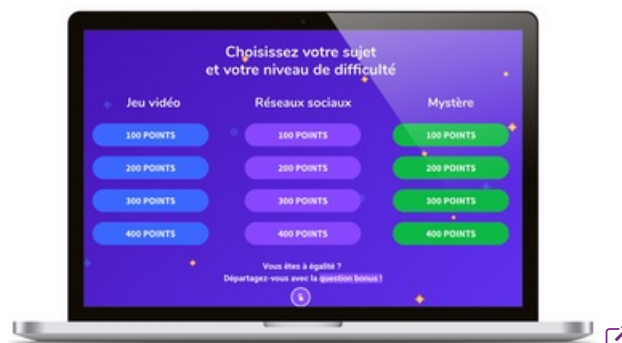 Choisissez votre sujet
et votre niveau de difficulté
Jeu vidéo Réseaux sociaux Mystère
100 POINTS 100 POINTS 100 POINTS
200 POINTS 200 POINTS 200 POINTS
300 POINTS 300 POINTS 300 POINTS
400 POINTS 400 POINTS 400 POINTS
Vous êtes à égalité ?
Départagez-vous avec la question bonus !